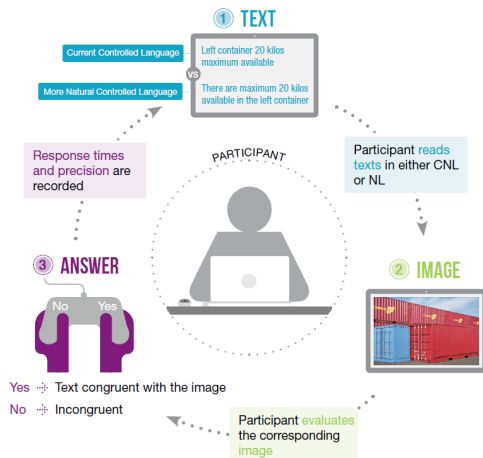 1 TEXT
Current Controlled Language
Left container 20 kilos
maximum available
VS
More Natural Controlled Language
There are maximum 20 kilos
available in the left container
Participant reads
texts in either CNL
or NL
2 IMAGE
Participant evaluates
the corresponding
image
3 ANSWER
No Yes
Yes Text congruent with the image
No Incongruent
Response times
and precision are
recorded
PARTICIPANT